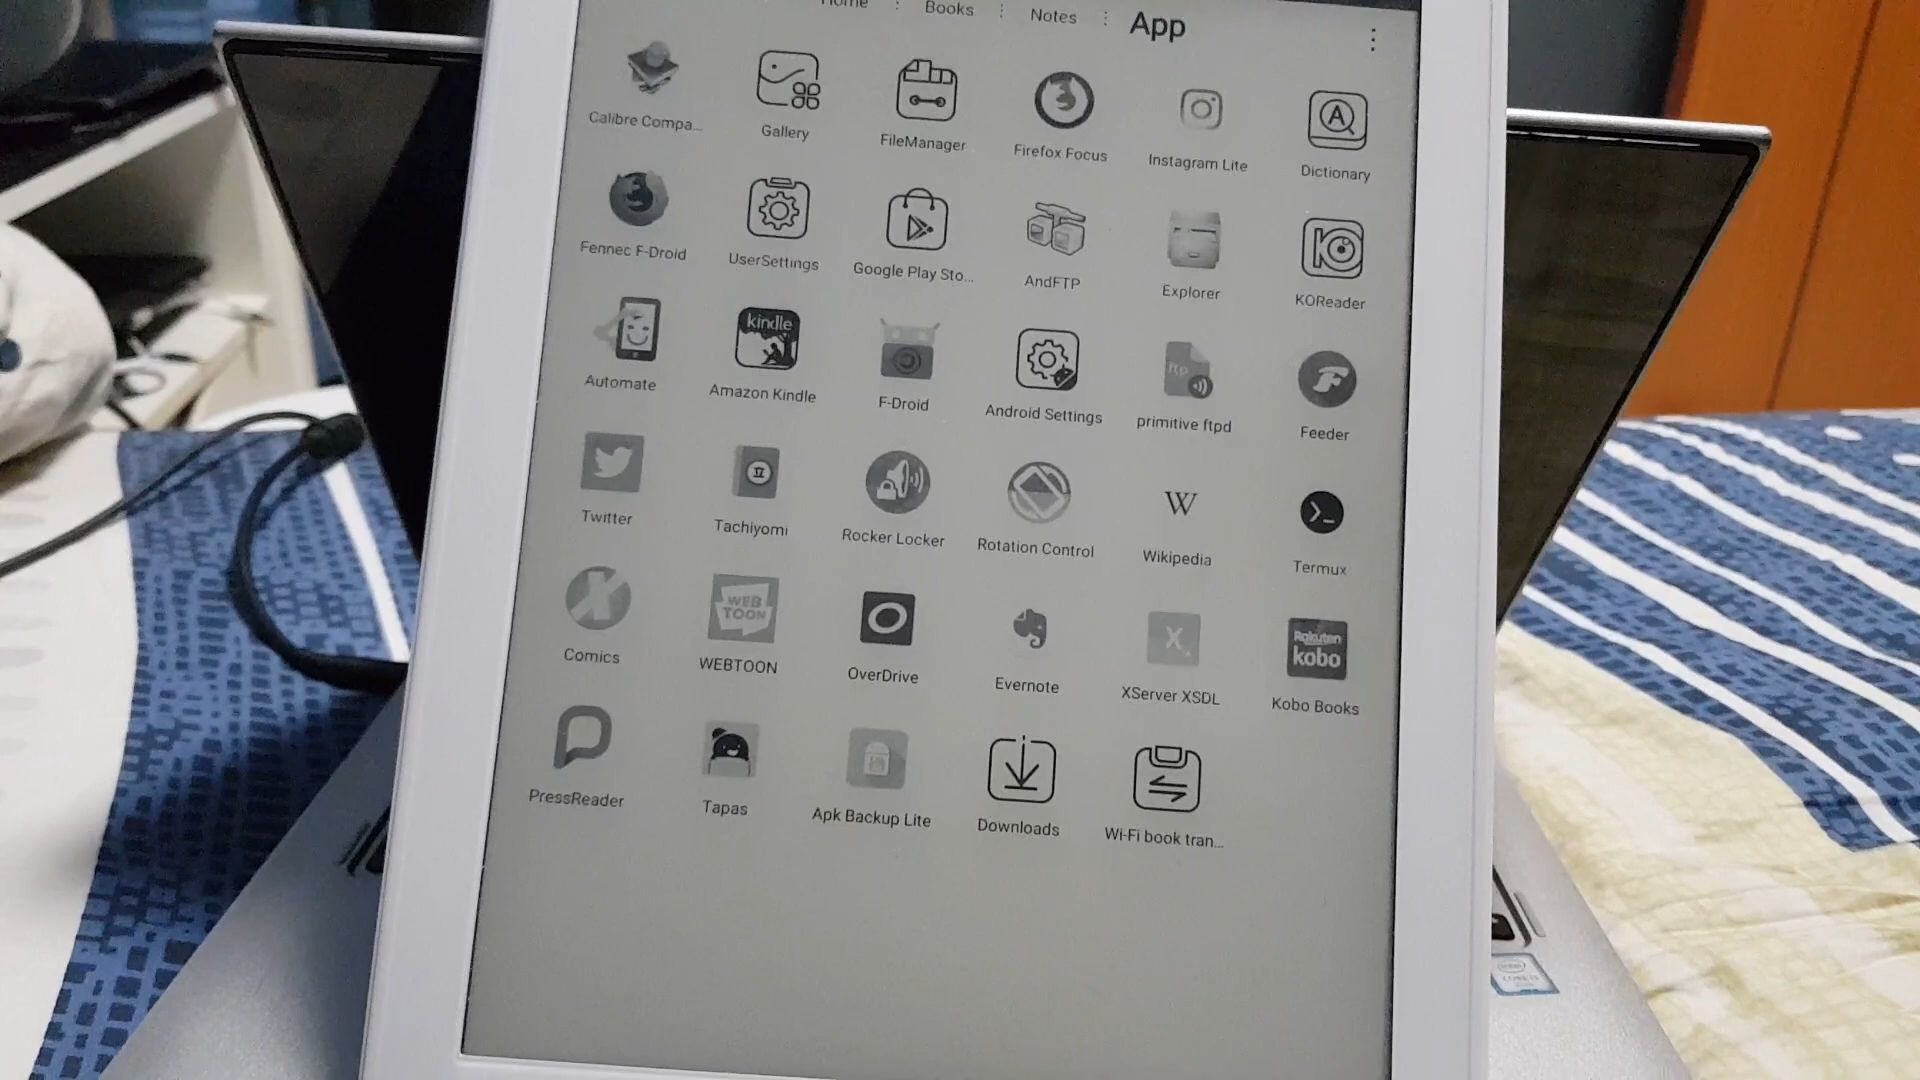 Home : Books : Notes : App
Calibre Compa... Gallery FileManager Firefox Focus Instagram Lite Dictionary
A
Fennec F-Droid UserSettings Google Play Sto... AndFTP Explorer KOReader
kindle
ftp
Automate Amazon Kindle F-Droid Android Settings primitive ftpd Feeder
W
>_
Twitter Tachiyomi Rocker Locker Rotation Control Wikipedia Termux
WEB
TOON
X
Rakuten
kobo
Comics WEBTOON OverDrive Evernote XServer XSDL Kobo Books
PressReader Tapas Apk Backup Lite Downloads Wi-Fi book tran...